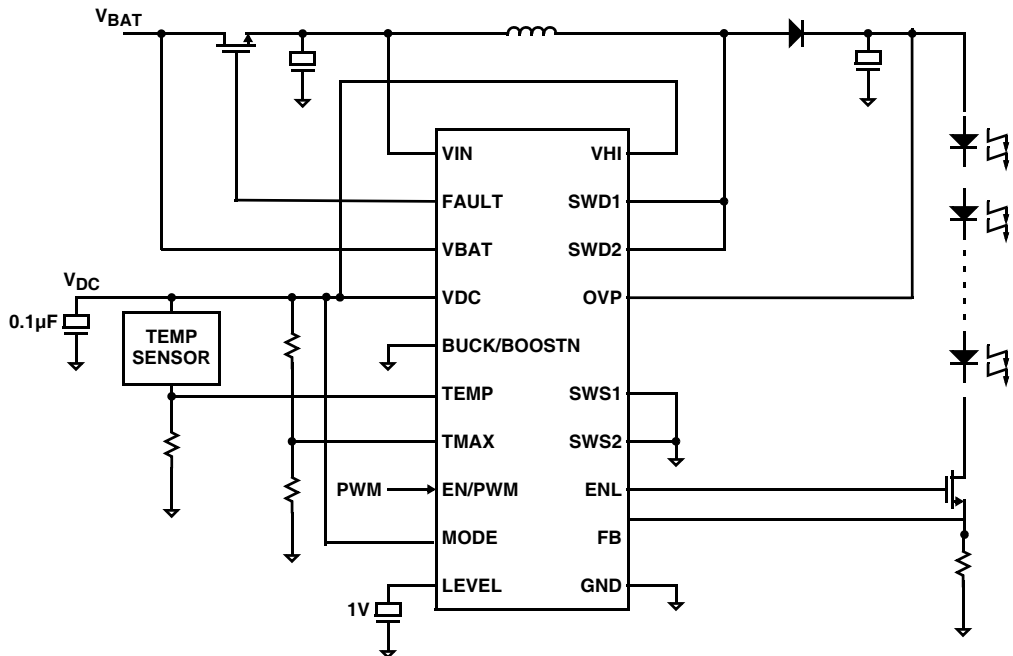 VBAT
VIN
VHI
FAULT
SWD1
VBAT
SWD2
VDC
VDC
OVP
0.1µF
TEMP
SENSOR
BUCK/BOOSTN
TEMP
SWS1
TMAX
SWS2
PWM
EN/PWM
ENL
MODE
FB
LEVEL
GND
1V